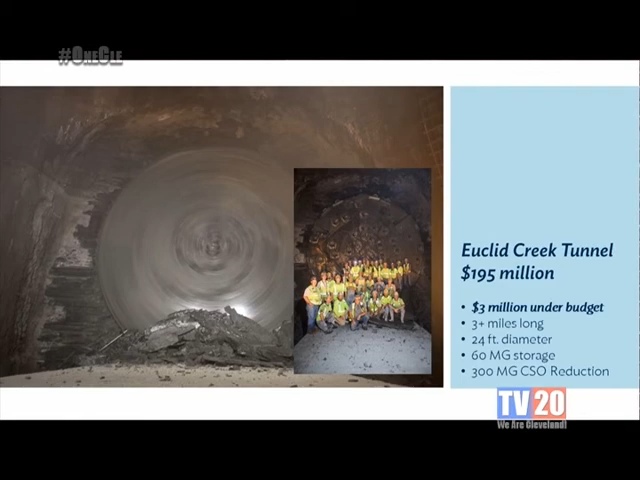 #OneCle
Euclid Creek Tunnel
$195 million
• $3 million under budget
• 3+ miles long
• 24 ft. diameter
• 60 MG storage
• 300 MG CSO Reduction
TV20
We Are Cleveland!